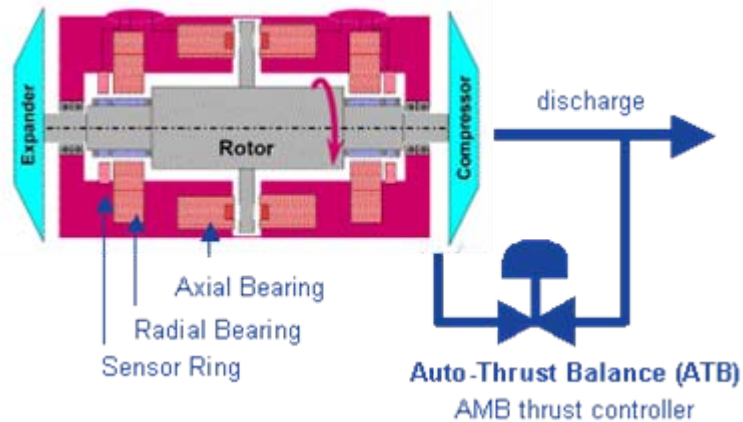 Expander
Rotor
Compressor
discharge
Axial Bearing
Radial Bearing
Sensor Ring
Auto-Thrust Balance (ATB)
AMB thrust controller